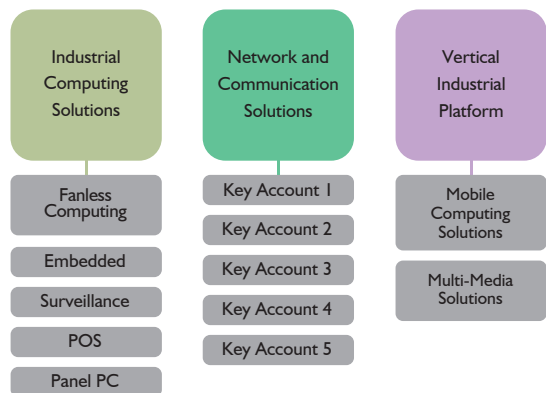 Industrial
Computing
Solutions
Fanless
Computing
Embedded
Surveillance
POS
Panel PC
Network and
Communication
Solutions
Key Account 1
Key Account 2
Key Account 3
Key Account 4
Key Account 5
Vertical
Industrial
Platform
Mobile
Computing
Solutions
Multi-Media
Solutions